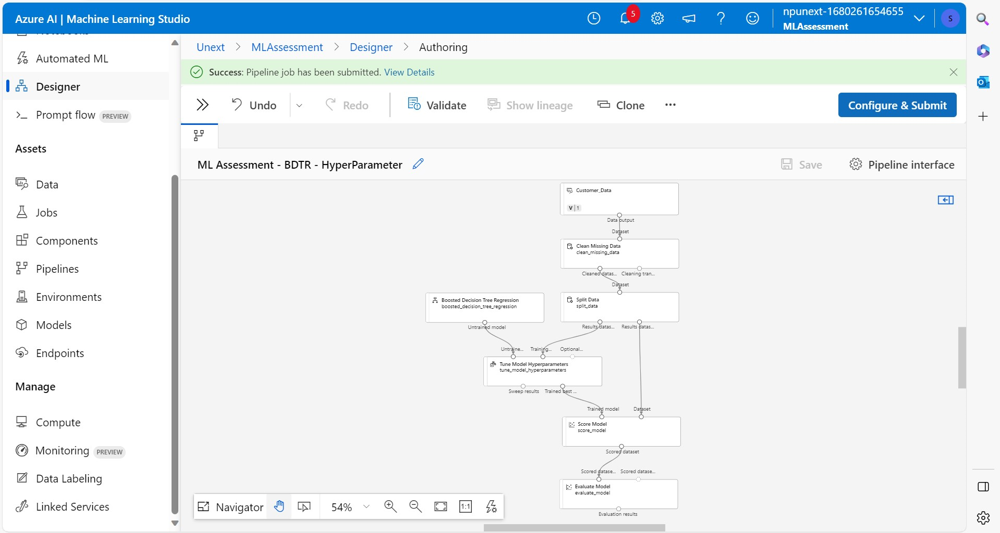 Azure AI | Machine Learning Studio
5
npunext-1680261654655
MLAssessment
S
Notebooks
Automated ML
Designer
Prompt flow PREVIEW
Assets
Data
Jobs
Components
Pipelines
Environments
Models
Endpoints
Manage
Compute
Monitoring PREVIEW
Data Labeling
Linked Services
Unext > MLAssessment > Designer > Authoring
Success: Pipeline job has been submitted. View Details
Undo
Redo
Validate
Show lineage
Clone
Configure & Submit
ML Assessment - BDTR - HyperParameter
Save
Pipeline interface
Customer_Data
V | 1
Data output
Dataset
Clean Missing Data
clean_missing_data
Cleaned datas... Cleaning tran...
Dataset
Boosted Decision Tree Regression
boosted_decision_tree_regression
Untrained model
Split Data
split_data
Results datas... Results datas...
Untraine... Training... Optional...
Tune Model Hyperparameters
tune_model_hyperparameters
Sweep results Trained best ...
Trained model Dataset
Score Model
score_model
Scored dataset
Scored datase... Scored datase...
Evaluate Model
evaluate_model
Evaluation results
Navigator
54%
1:1